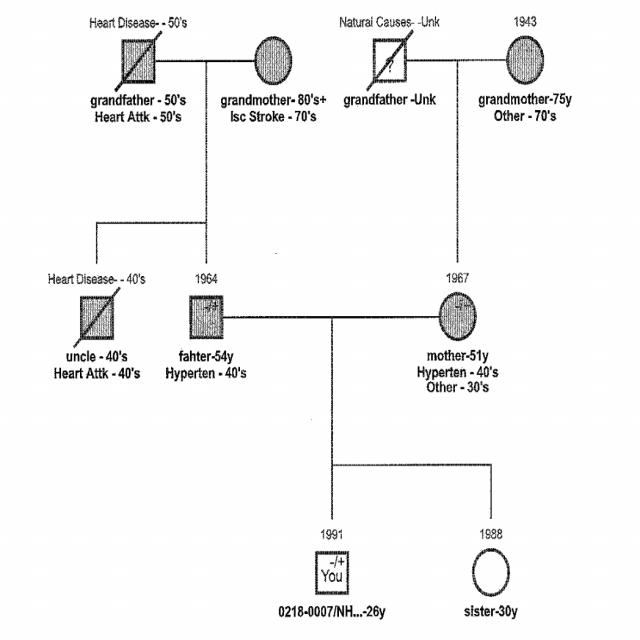 Heart Disease- - 50's
Natural Causes- -Unk
1943
?
grandfather - 50's
Heart Attk - 50's
grandmother- 80's+
Isc Stroke - 70's
grandfather -Unk
grandmother-75y
Other - 70's
Heart Disease- - 40's
1964
1967
-/+
-/+
uncle - 40's
Heart Attk - 40's
fahter-54y
Hyperten - 40's
mother-51y
Hyperten - 40's
Other - 30's
1991
1988
-/+
You
0218-0007/NH...-26y
sister-30y